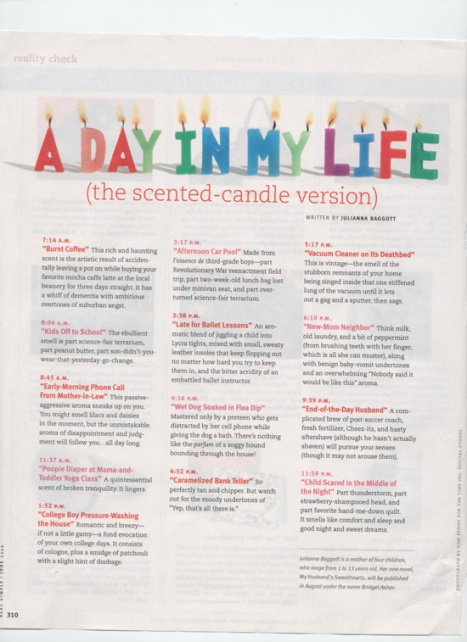 reality check
A DAY IN MY LIFE
(the scented-candle version)
WRITTEN BY JULIANNA BAGGOTT
7:14 A.M.
"Burnt Coffee" This rich and haunting
scent is the artistic result of acciden-
tally leaving a pot on while buying your
favorite mocha caffe latte at the local
beanery for three days straight. It has
a whiff of dementia with ambitious
overtones of suburban angst.
8:04 A.M.
"Kids Off to School" The ebullient
smell is part science-fair terrarium,
part peanut butter, part son-didn't-you-
wear-that-yesterday-go-change.
8:45 A.M.
"Early-Morning Phone Call
From Mother-in-Law" This passive-
aggressive aroma sneaks up on you.
You might smell lilacs and daisies
in the moment, but the unmistakable
aroma of disappointment and judg-
ment will follow you...all day long.
11:37 A.M.
"Poopie Diaper at Mama-and-
Toddler Yoga Class" A quintessential
scent of broken tranquility. It lingers.
1:52 P.M.
"College Boy Pressure-Washing
the House" Romantic and breezy—
if not a little gamy—a fond evocation
of your own college days. It consists
of cologne, plus a smidge of patchouli
with a slight hint of doobage.
3:17 P.M.
"Afternoon Car Pool" Made from
l'essence de third-grade boys—part
Revolutionary War reenactment field
trip, part two-week-old lunch bag lost
under minivan seat, and part over-
turned science-fair terrarium.
3:38 P.M.
"Late for Ballet Lessons" An aro-
matic blend of jiggling a child into
Lycra tights, mixed with small, sweaty
leather insoles that keep flopping out
no matter how hard you try to keep
them in, and the bitter acridity of an
embattled ballet instructor.
4:16 P.M.
"Wet Dog Soaked in Flea Dip"
Mastered only by a preteen who gets
distracted by her cell phone while
giving the dog a bath. There's nothing
like the parfum of a soggy hound
bounding through the house!
4:52 P.M.
"Caramelized Bank Teller" So
perfectly tan and chipper. But watch
out for the moody undertones of
"Yep, that's all there is."
5:17 P.M.
"Vacuum Cleaner on Its Deathbed"
This is vintage—the smell of the
stubborn remnants of your home
being singed inside that one stiffened
lung of the vacuum until it lets
out a gag and a sputter, then sags.
6:10 P.M.
"New-Mom Neighbor" Think milk,
old laundry, and a bit of peppermint
(from brushing teeth with her finger,
which is all she can muster), along
with benign baby-vomit undertones
and an overwhelming "Nobody said it
would be like this" aroma.
9:39 P.M.
"End-of-the-Day Husband" A com-
plicated brew of post-soccer coach,
fresh fertilizer, Cheez-Its, and hasty
aftershave (although he hasn't actually
shaven) will pursue your senses
(though it may not arouse them).
11:59 P.M.
"Child Scared in the Middle of
the Night" Part thunderstorm, part
strawberry-shampooed head, and
part favorite hand-me-down quilt.
It smells like comfort and sleep and
good night and sweet dreams.
Julianna Baggott is a mother of four children,
who range from 1 to 13 years old. Her new novel,
My Husband's Sweethearts, will be published
in August under the name Bridget Asher.
310